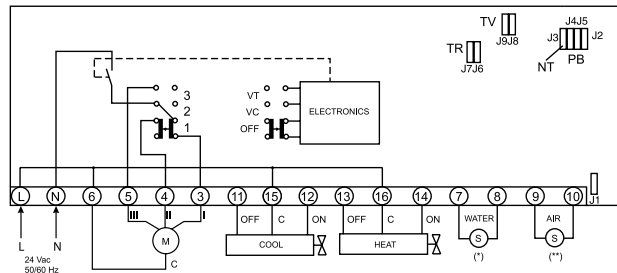 TV
J4J5
J3
J2
TR
J9J8
J7J6
NT
PB
3
2
1
VT
VC
OFF
ELECTRONICS
L
N
6
5
4
3
11
15
12
13
16
14
7
8
9
10
J1
III
II
I
OFF
C
ON
OFF
C
ON
WATER
AIR
L
N
M
S
S
24 Vac
50/60 Hz
C
COOL
HEAT
(*)
(**)